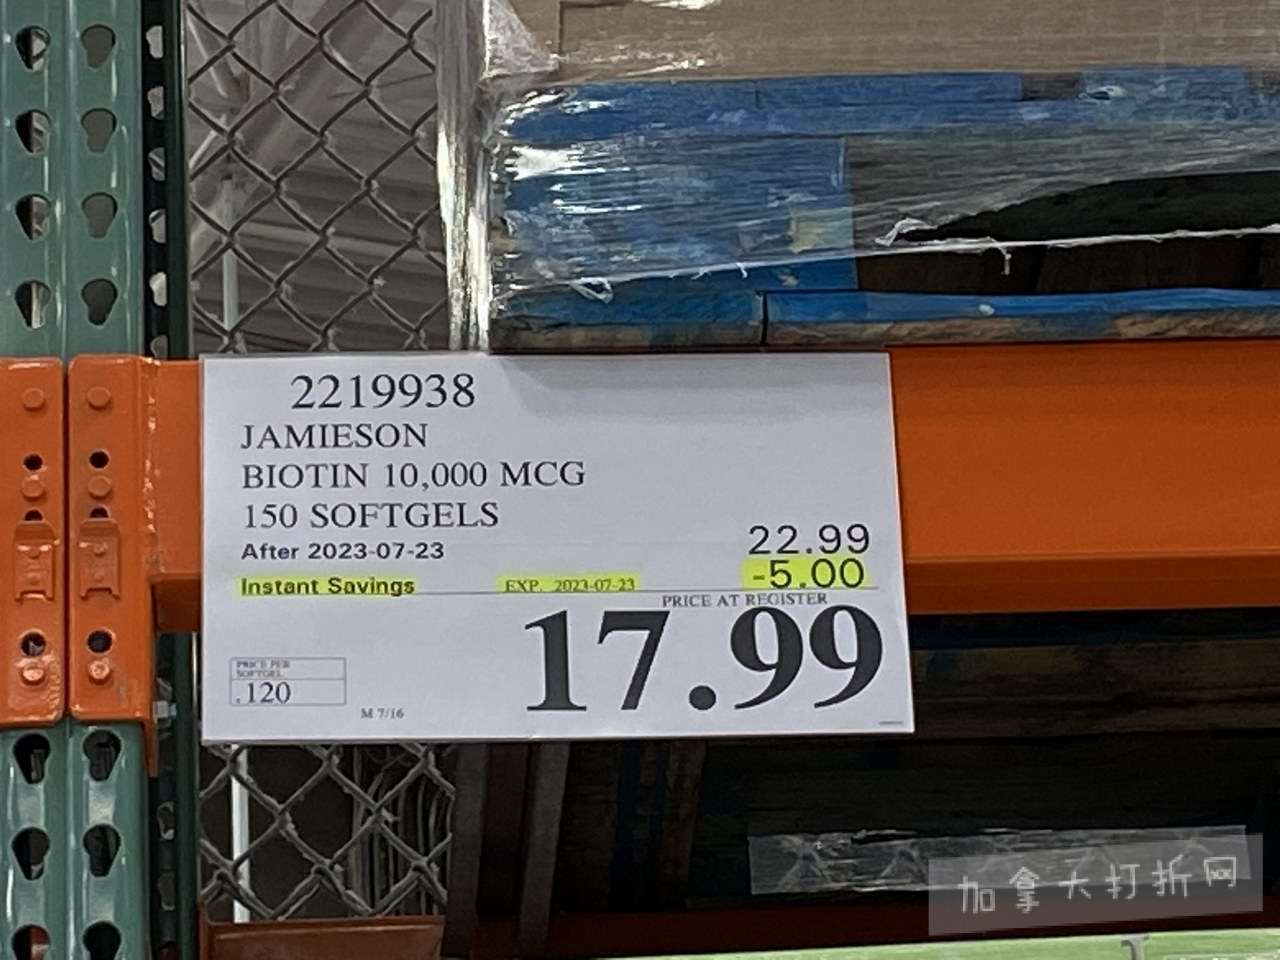 2219938
JAMIESON
BIOTIN 10,000 MCG
150 SOFTGELS
After 2023-07-23 22.99
Instant Savings EXP. 2023-07-23 -5.00
PRICE AT REGISTER
17.99
PRICE PER
SOFTGEL
.120
M 7/16
加拿大打折网